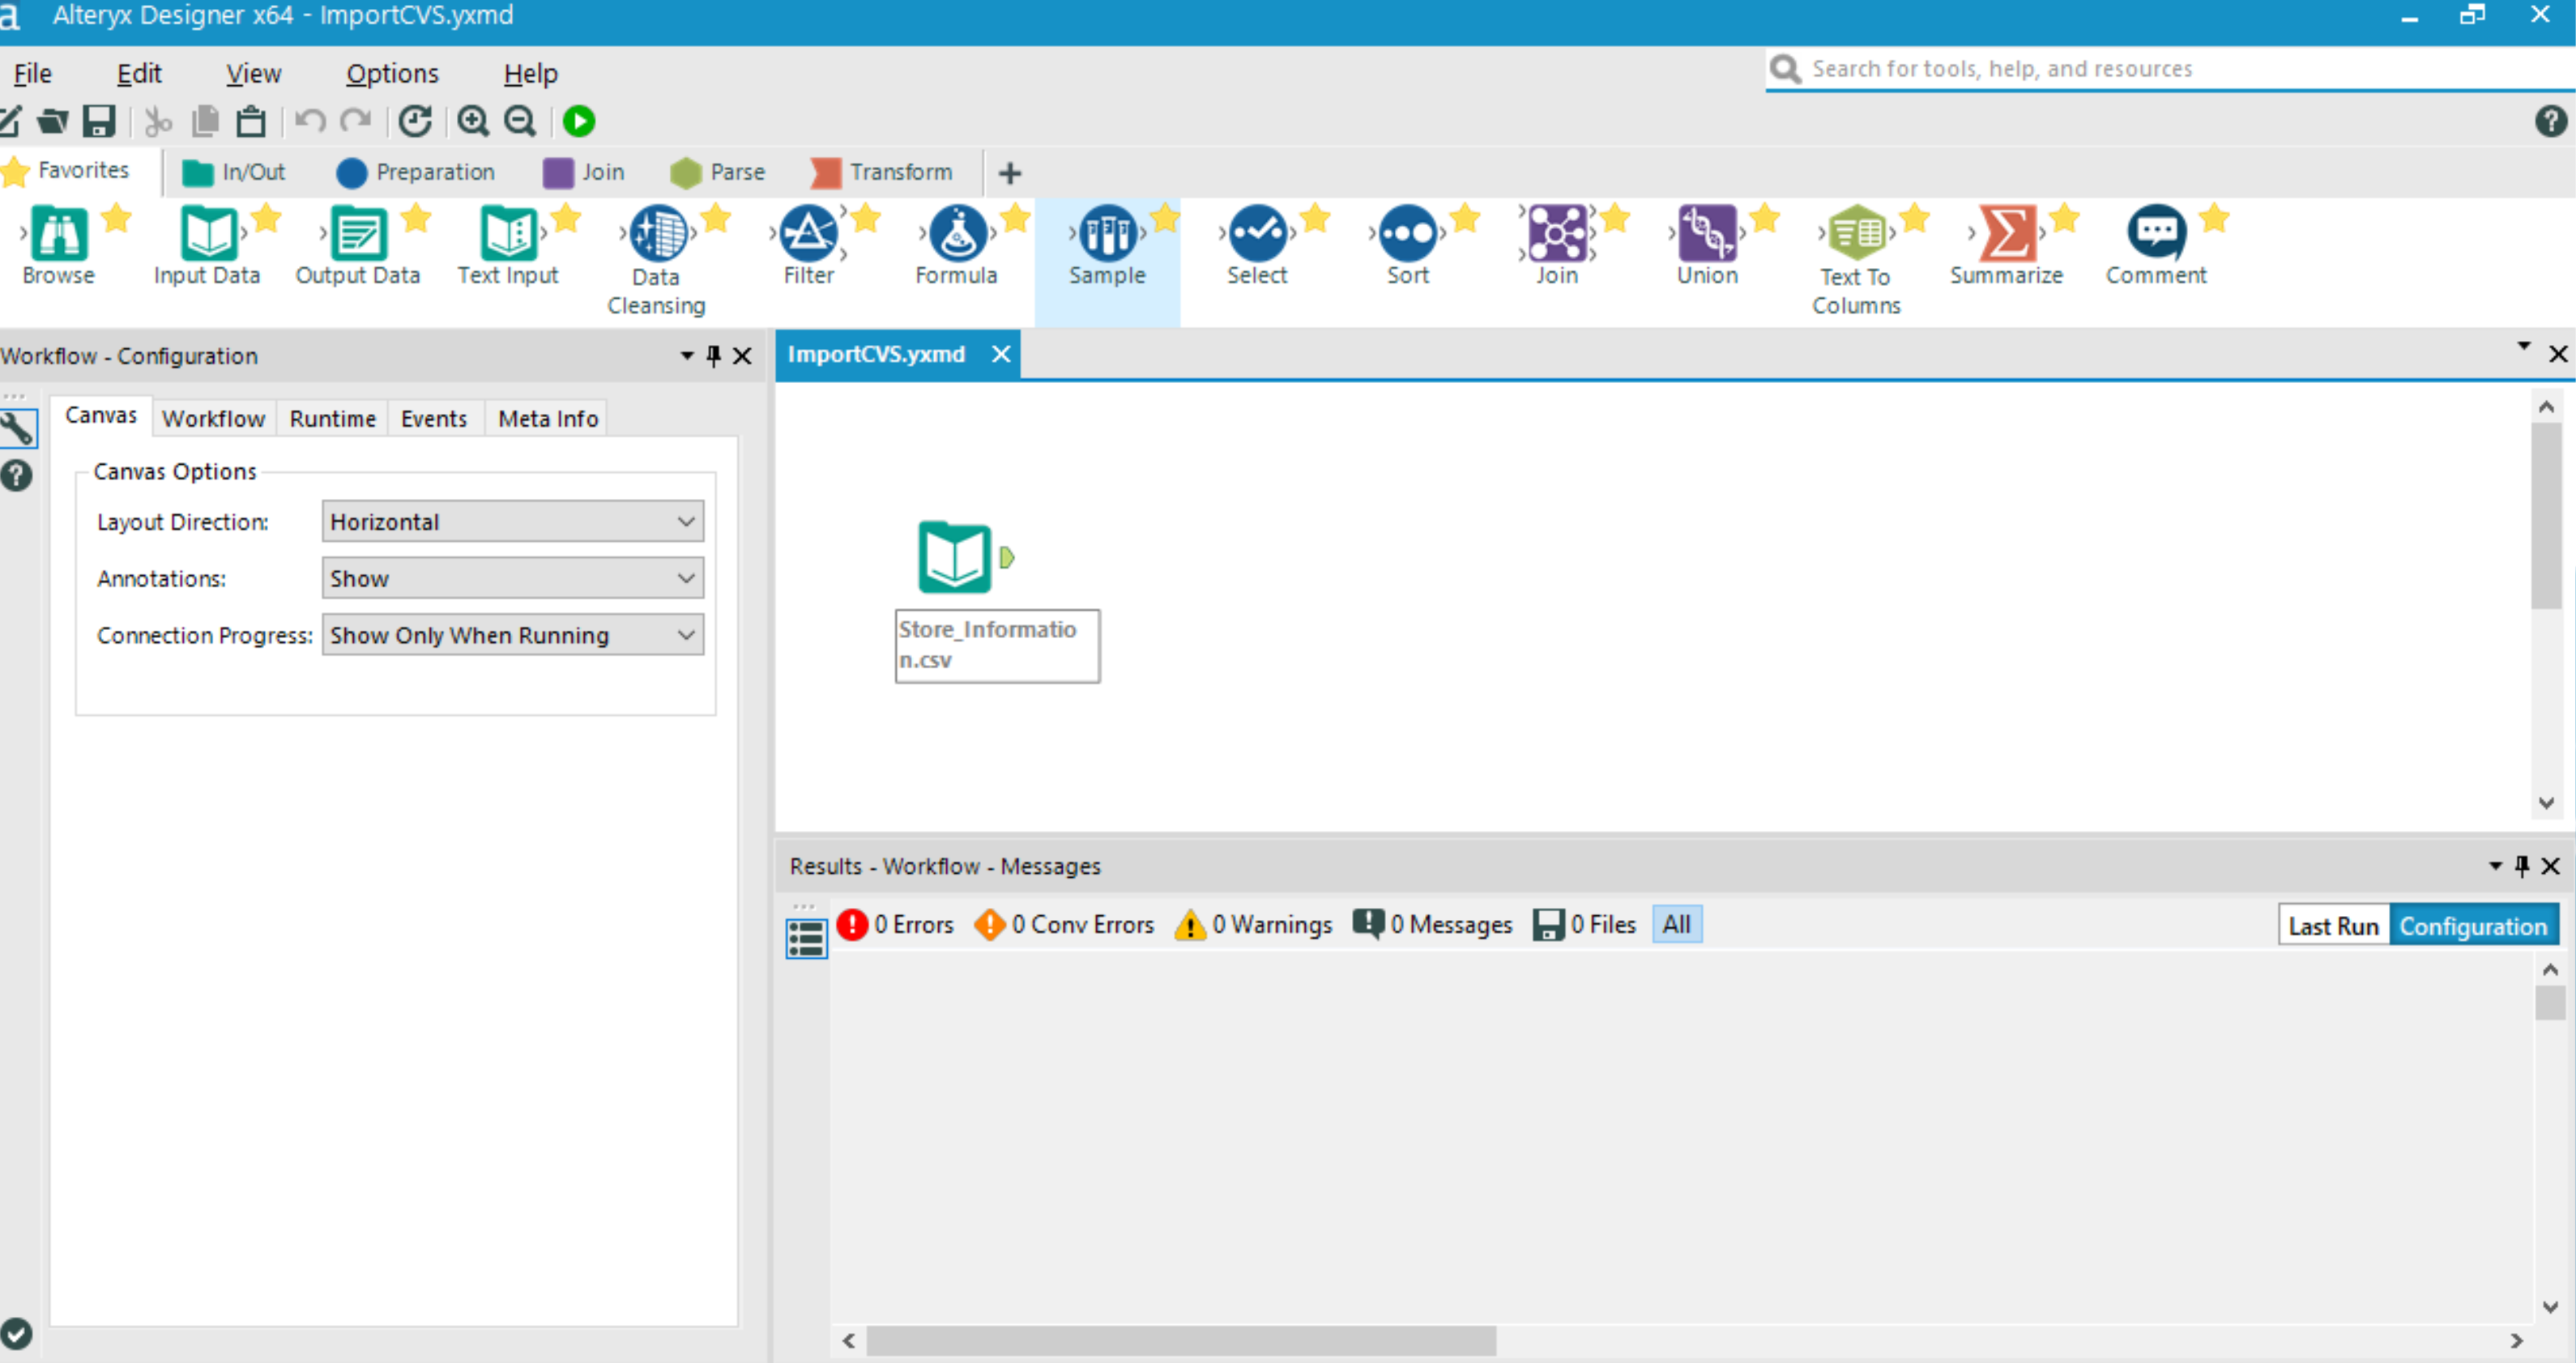 a Alteryx Designer x64 - ImportCVS.yxmd
File Edit View Options Help
Search for tools, help, and resources
Favorites In/Out Preparation Join Parse Transform
Browse Input Data Output Data Text Input Data Cleansing Filter Formula Sample Select Sort Join Union Text To Columns Summarize Comment
Workflow - Configuration
ImportCVS.yxmd
Canvas Workflow Runtime Events Meta Info
Canvas Options
Layout Direction: Horizontal
Annotations: Show
Connection Progress: Show Only When Running
Store_Informatio
n.csv
Results - Workflow - Messages
0 Errors 0 Conv Errors 0 Warnings 0 Messages 0 Files All Last Run Configuration